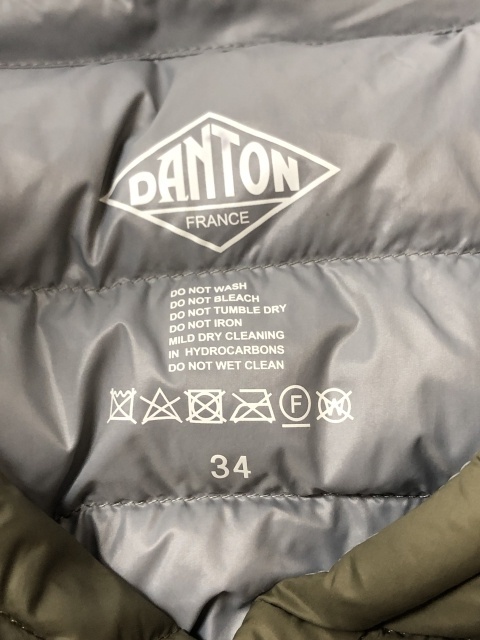 DANTON
FRANCE
DO NOT WASH
DO NOT BLEACH
DO NOT TUMBLE DRY
DO NOT IRON
MILD DRY CLEANING
IN HYDROCARBONS
DO NOT WET CLEAN
F W
34